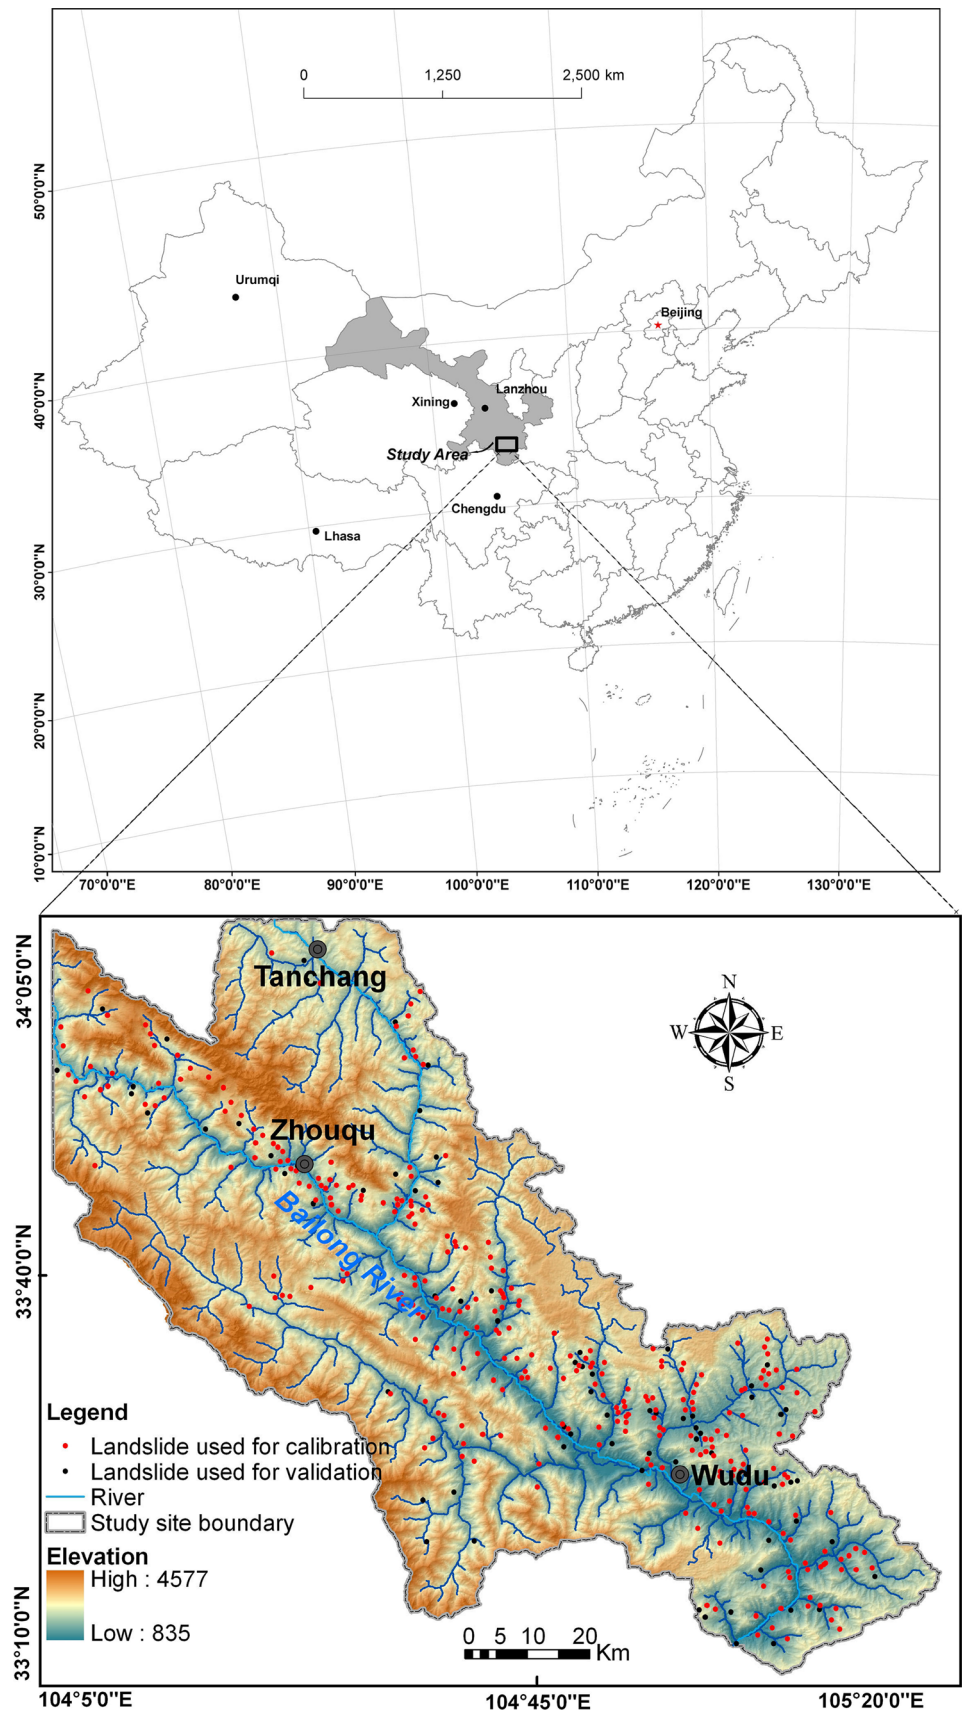 0 1,250 2,500 km
50°0'0"N
40°0'0"N
30°0'0"N
20°0'0"N
10°0'0"N
Urumqi
Beijing
Lanzhou
Xining
Study Area
Chengdu
Lhasa
70°0'0"E 80°0'0"E 90°0'0"E 100°0'0"E 110°0'0"E 120°0'0"E 130°0'0"E
34°05'0"N
33°40'0"N
33°10'0"N
Tanchang
N
W E
S
Zhouqu
Bailong River
Wudu
Legend
Landslide used for calibration
Landslide used for validation
River
Study site boundary
Elevation
High : 4577
Low : 835
0 5 10 20
Km
104°5'0"E 104°45'0"E 105°20'0"E